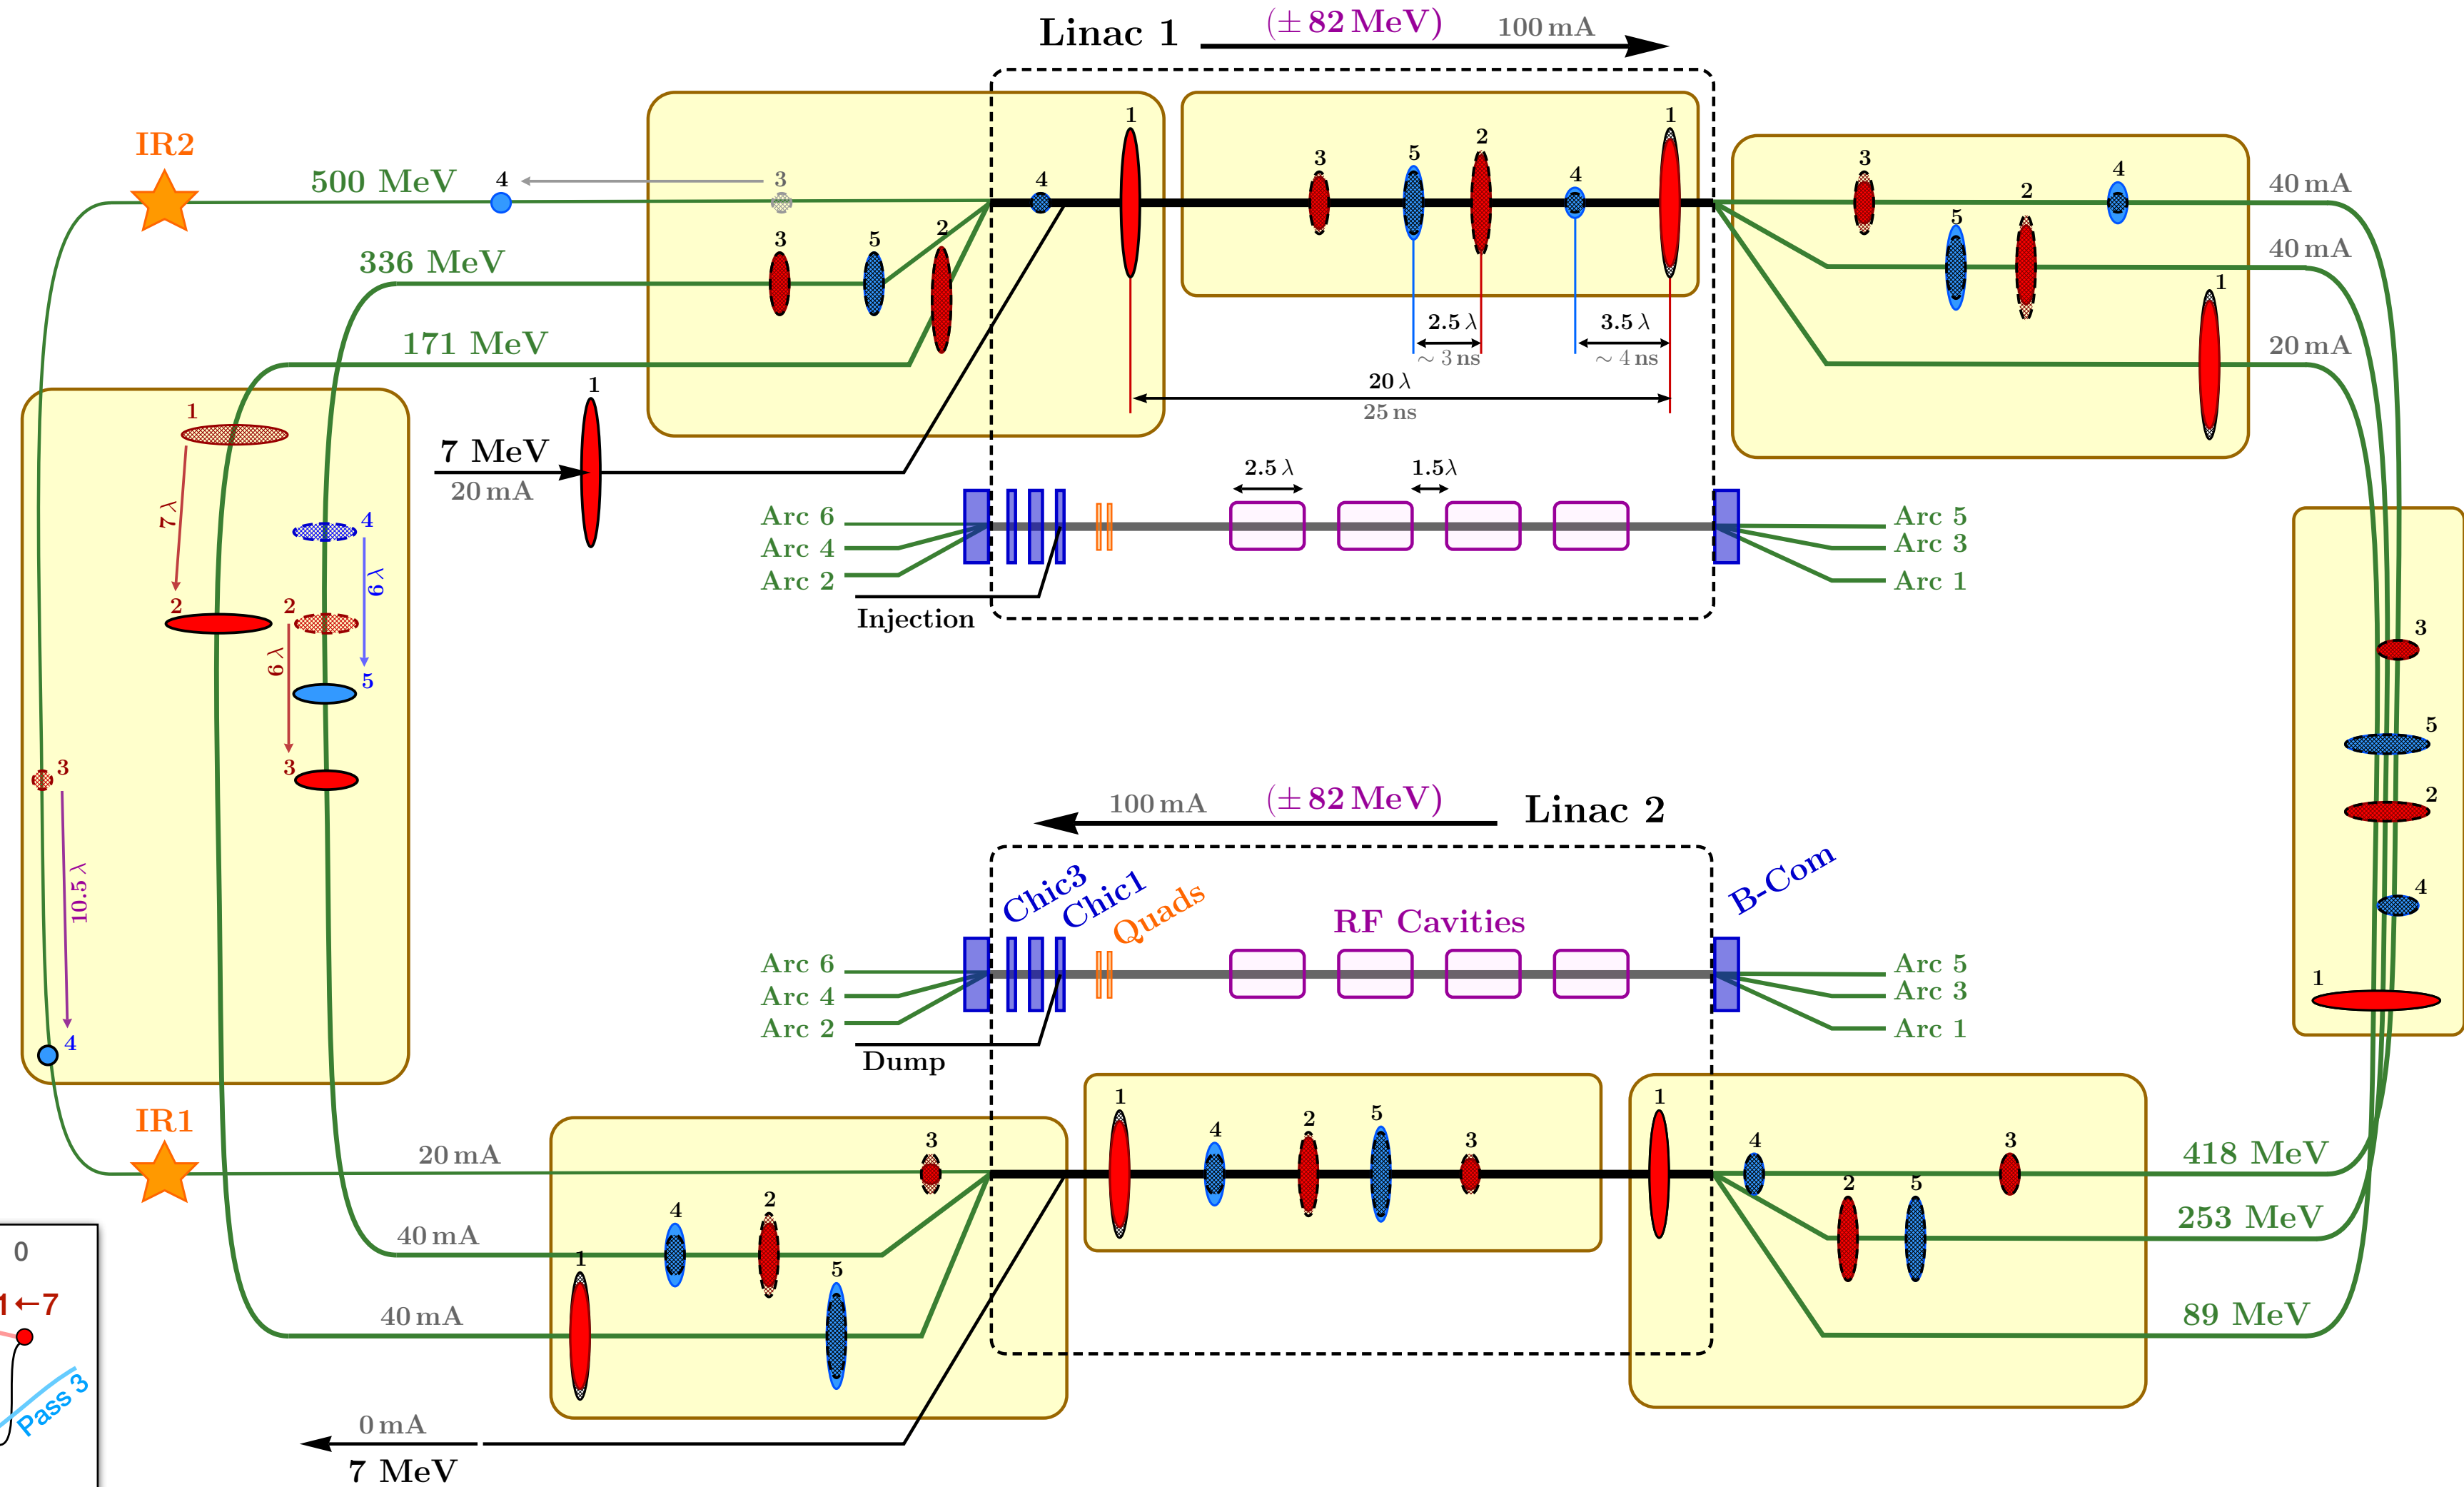 Linac 1
(± 82 MeV)
100 mA
IR2
500 MeV
4
3
4
1
3
5
2
4
1
3
5
2
4
1
40 mA
336 MeV
3
5
2
40 mA
171 MeV
20 mA
2.5 λ
~ 3 ns
3.5 λ
~ 4 ns
20 λ
25 ns
1
7 MeV
20 mA
1
7 λ
2
4
6 λ
5
2
6 λ
3
3
10.5 λ
4
2.5 λ
1.5λ
Arc 6
Arc 4
Arc 2
Injection
Arc 5
Arc 3
Arc 1
3
5
2
4
1
100 mA
(± 82 MeV)
Linac 2
Chic3
Chic1
Quads
RF Cavities
B-Com
Arc 6
Arc 4
Arc 2
Dump
Arc 5
Arc 3
Arc 1
IR1
20 mA
3
40 mA
4
2
40 mA
1
5
1
4
2
5
3
1
4
3
2
5
418 MeV
253 MeV
89 MeV
0 mA
7 MeV
0
1←7
Pass 3